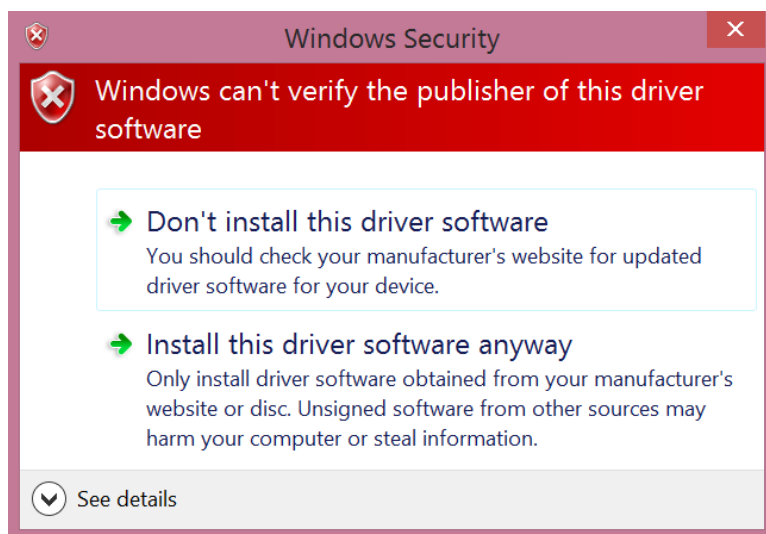 Windows Security
Windows can't verify the publisher of this driver
software
Don't install this driver software
You should check your manufacturer's website for updated
driver software for your device.
Install this driver software anyway
Only install driver software obtained from your manufacturer's
website or disc. Unsigned software from other sources may
harm your computer or steal information.
See details